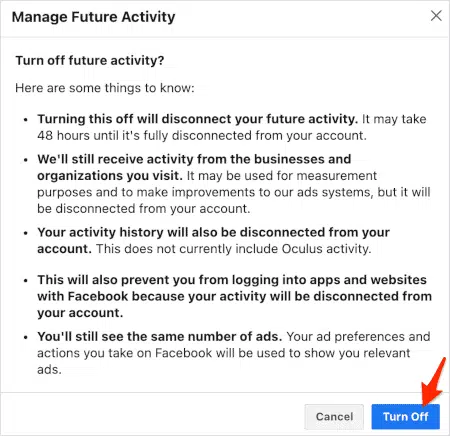 Manage Future Activity
Turn off future activity?
Here are some things to know:
• Turning this off will disconnect your future activity. It may take
48 hours until it's fully disconnected from your account.
• We'll still receive activity from the businesses and
organizations you visit. It may be used for measurement
purposes and to make improvements to our ads systems, but it will
be disconnected from your account.
• Your activity history will also be disconnected from your
account. This does not currently include Oculus activity.
• This will also prevent you from logging into apps and websites
with Facebook because your activity will be disconnected from
your account.
• You'll still see the same number of ads. Your ad preferences and
actions you take on Facebook will be used to show you relevant
ads.
Cancel Turn Off